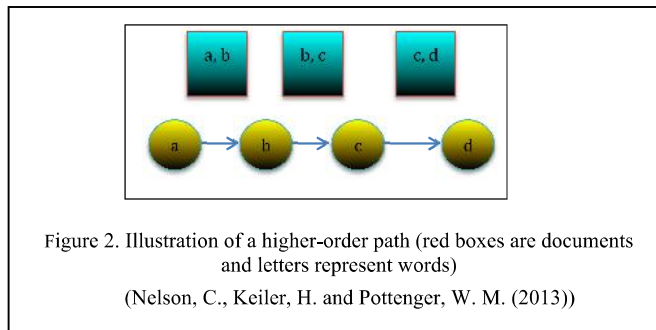 a, b b, c c, d
a b c d
Figure 2. Illustration of a higher-order path (red boxes are documents
and letters represent words)
(Nelson, C., Keiler, H. and Pottenger, W. M. (2013))